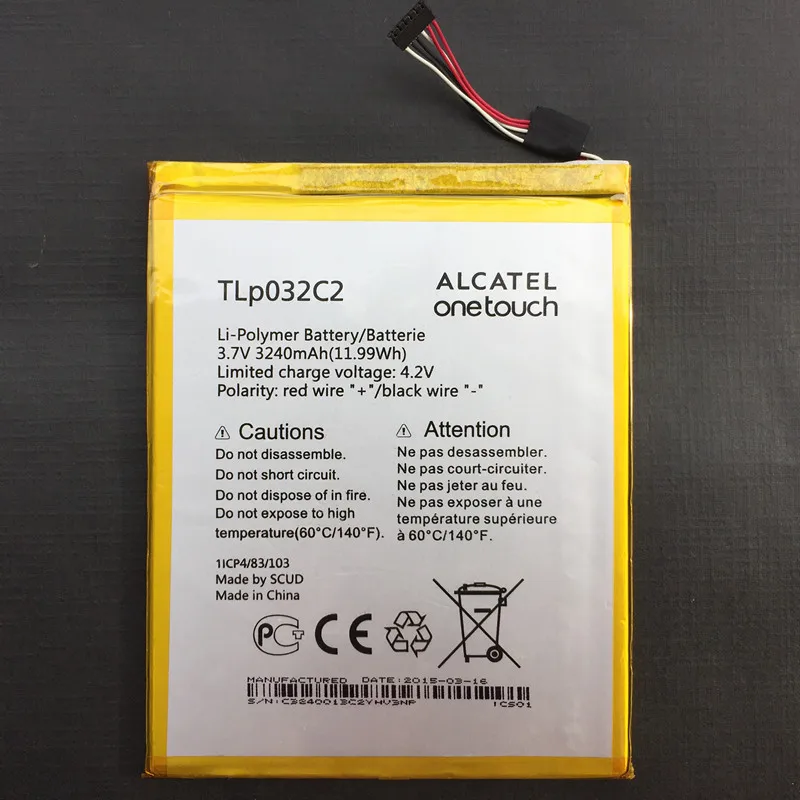 TLp032C2
ALCATEL
onetouch
Li-Polymer Battery/Batterie
3.7V 3240mAh(11.99Wh)
Limited charge voltage: 4.2V
Polarity: red wire "+"/black wire "-"
⚠ Cautions
Do not disassemble.
Do not short circuit.
Do not dispose of in fire.
Do not expose to high
temperature(60°C/140°F).
⚠ Attention
Ne pas desassembler.
Ne pas court-circuiter.
Ne pas jeter au feu.
Ne pas exposer à une
température supérieure
à 60°C/140°F.
1ICP4/83/103
Made by SCUD
Made in China
CE
MANUFACTURED DATE:2015-03-16
S/N:CB240013C2YHV3NP
ICS01